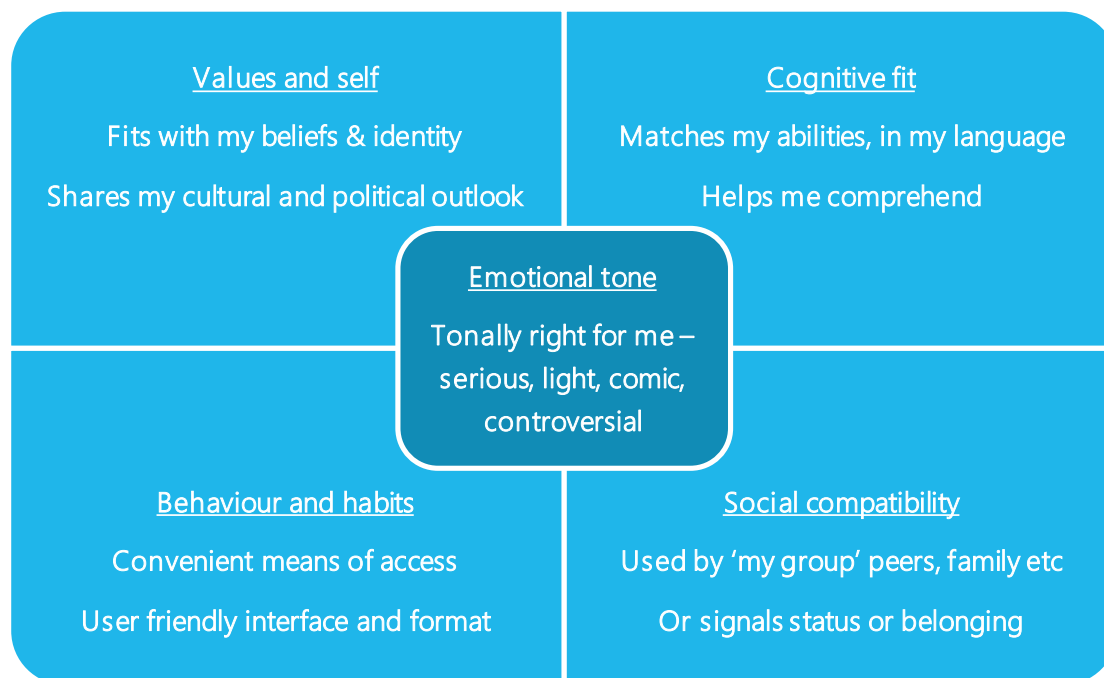 Values and self
Fits with my beliefs & identity
Shares my cultural and political outlook
Cognitive fit
Matches my abilities, in my language
Helps me comprehend
Emotional tone
Tonally right for me –
serious, light, comic,
controversial
Behaviour and habits
Convenient means of access
User friendly interface and format
Social compatibility
Used by ‘my group’ peers, family etc
Or signals status or belonging